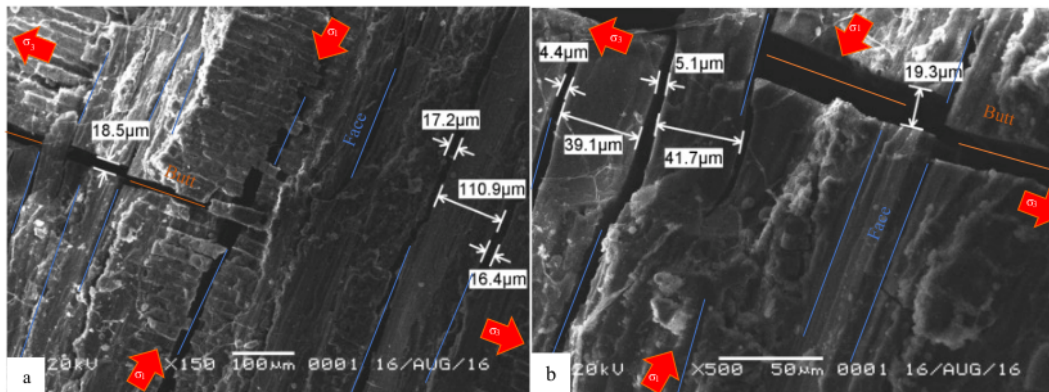 σ3
σ1
18.5µm
Face
17.2µm
Butt
110.9µm
16.4µm
σ3
σ1
a
20kV X150 100µm 0001 16/AUG/16
σ3
σ1
4.4µm
5.1µm
19.3µm
Butt
39.1µm
41.7µm
σ3
Face
σ1
b
20kV X500 50µm 0001 16/AUG/16